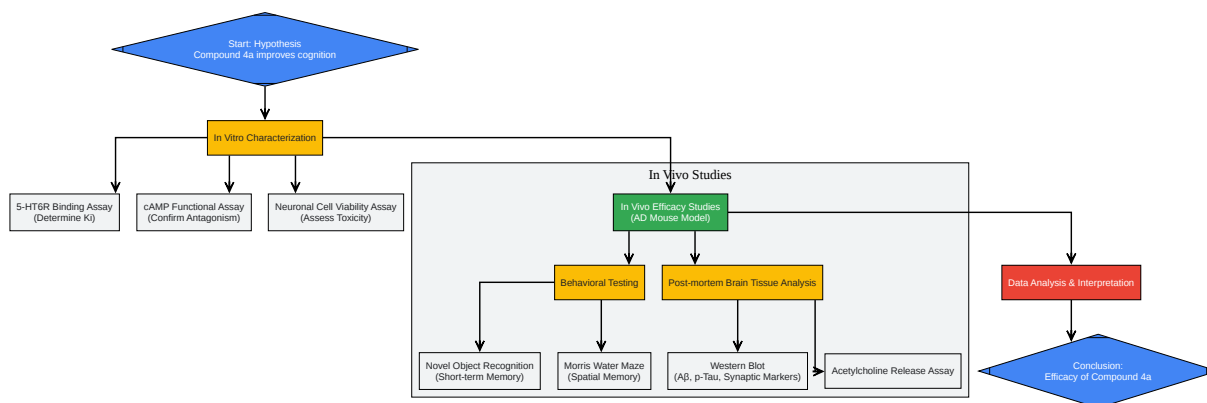 Start: Hypothesis
Compound 4a improves cognition
In Vitro Characterization
5-HT6R Binding Assay
(Determine Ki)
cAMP Functional Assay
(Confirm Antagonism)
Neuronal Cell Viability Assay
(Assess Toxicity)
In Vivo Studies
In Vivo Efficacy Studies
(AD Mouse Model)
Behavioral Testing
Post-mortem Brain Tissue Analysis
Data Analysis & Interpretation
Novel Object Recognition
(Short-term Memory)
Morris Water Maze
(Spatial Memory)
Western Blot
(Aβ, p-Tau, Synaptic Markers)
Acetylcholine Release Assay
Conclusion:
Efficacy of Compound 4a